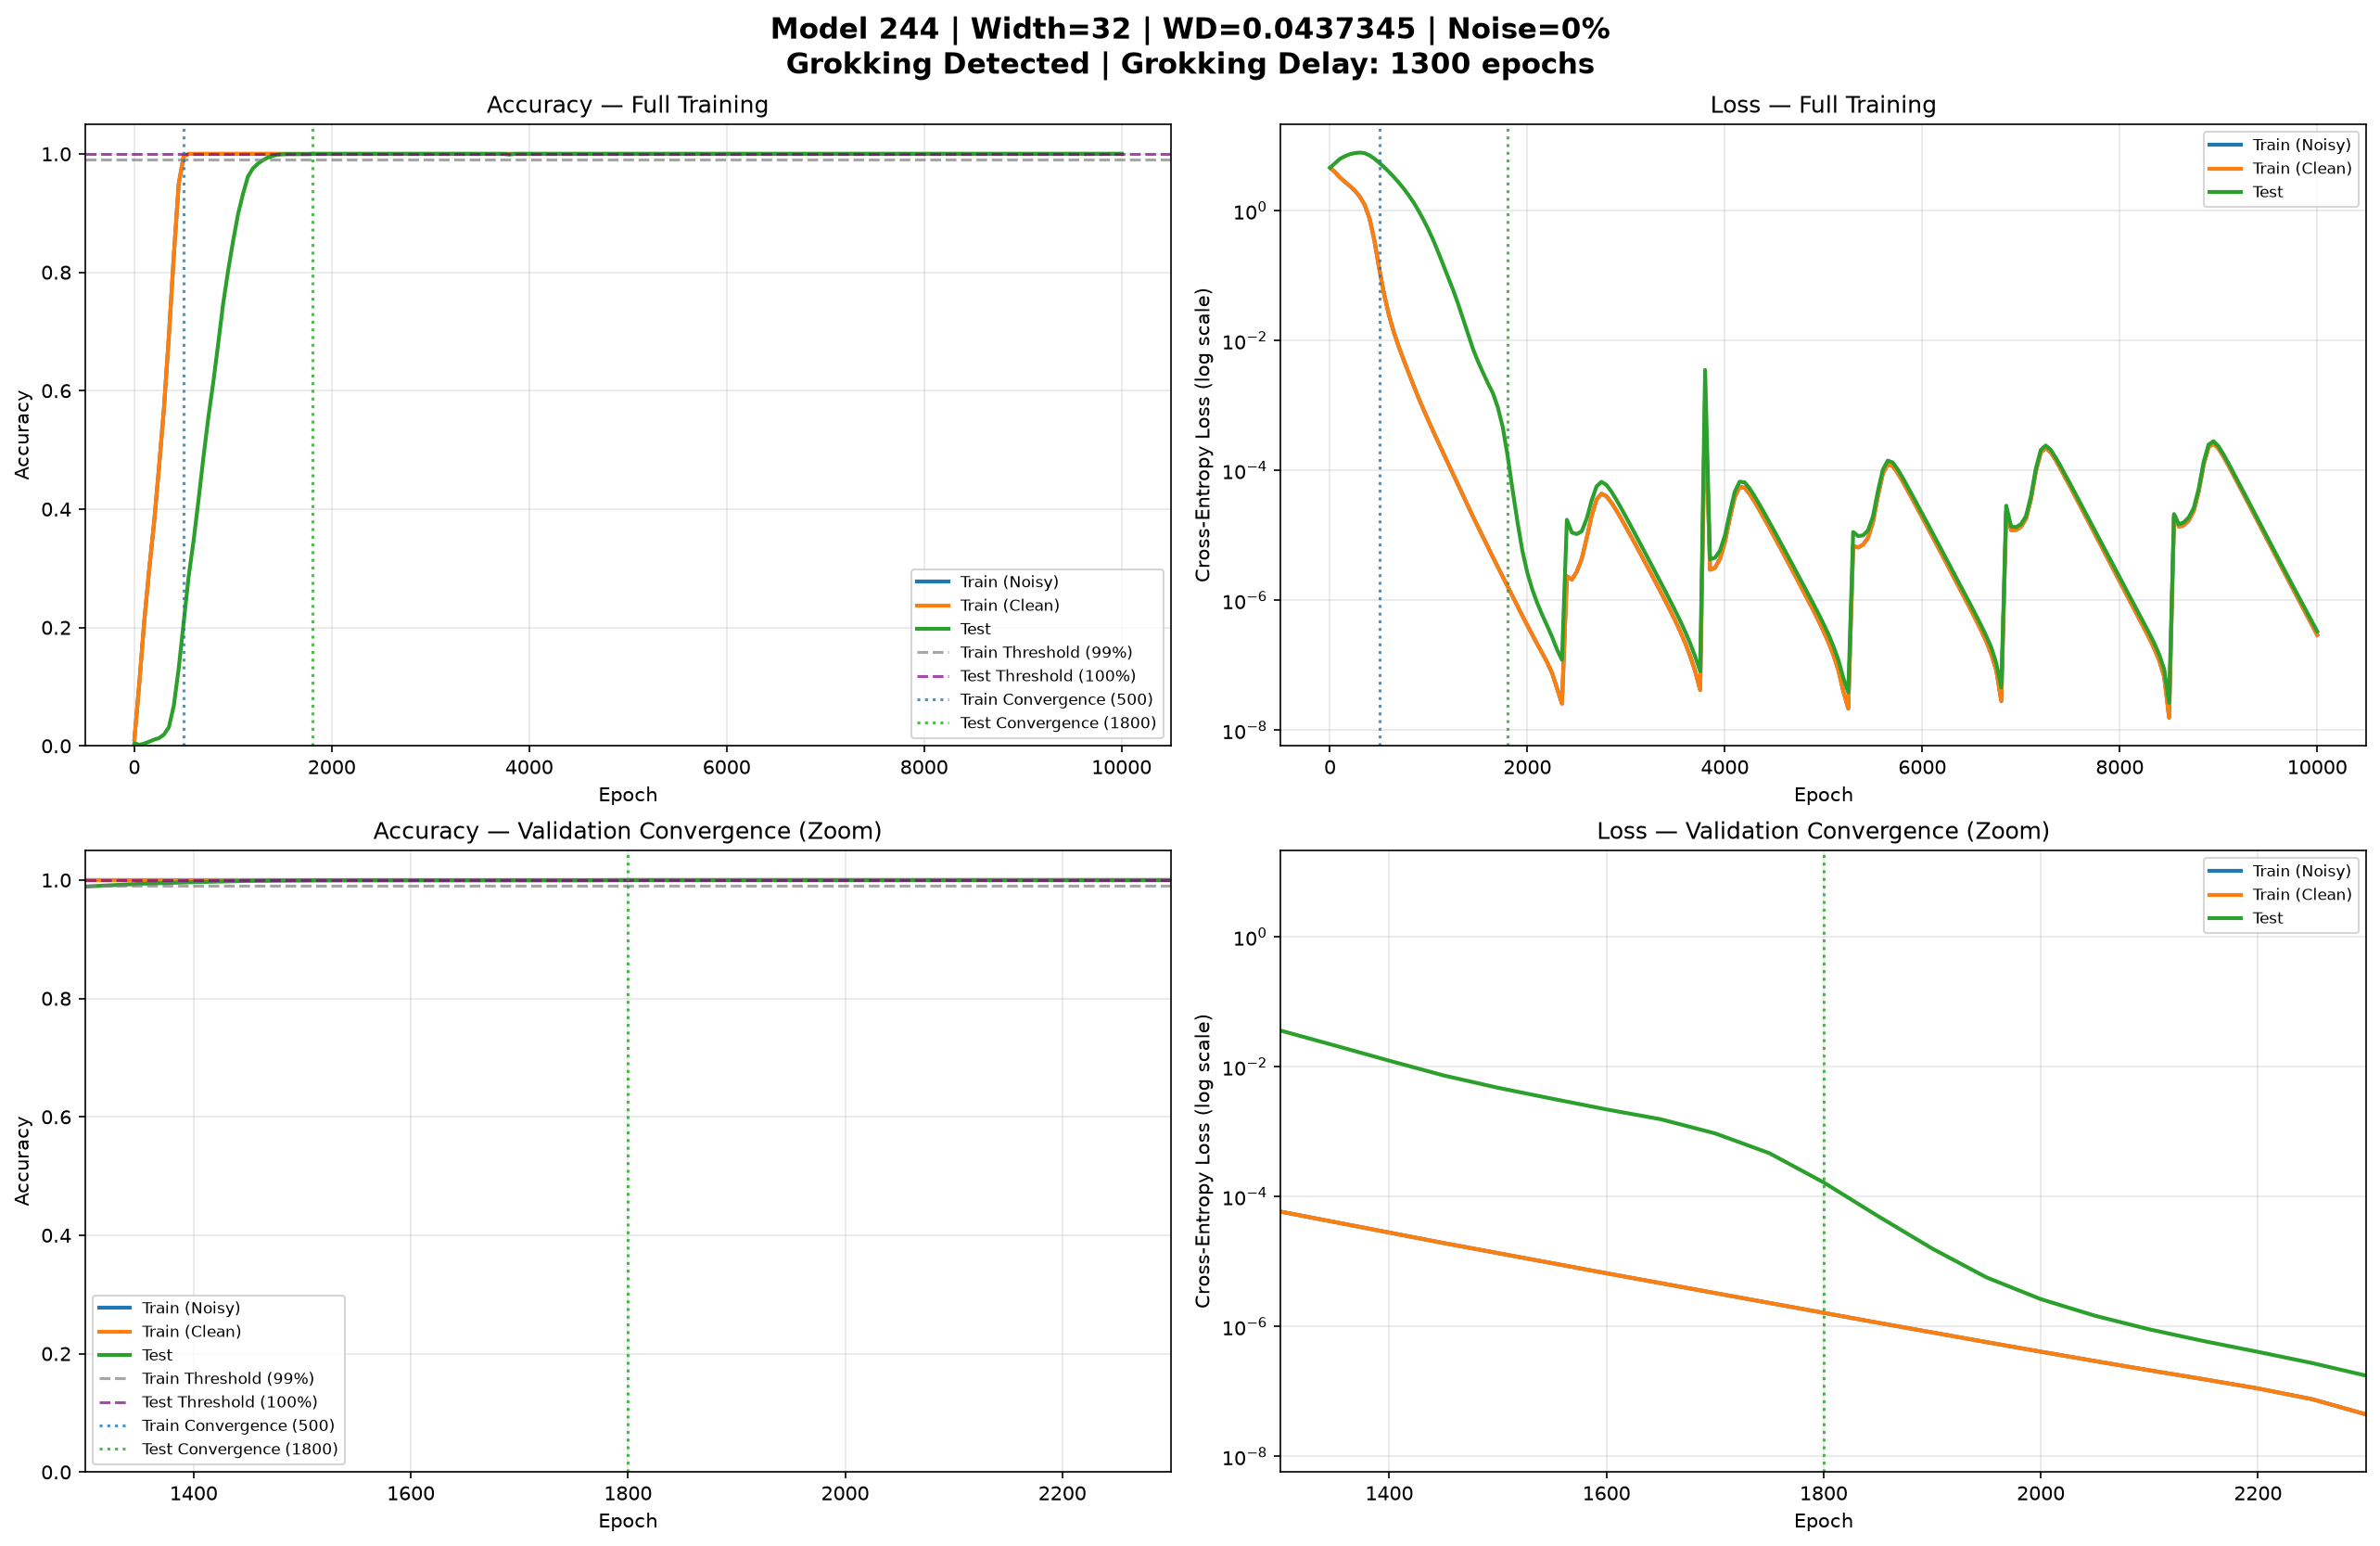 Model 244 | Width=32 | WD=0.0437345 | Noise=0%
Grokking Detected | Grokking Delay: 1300 epochs
Accuracy — Full Training
Accuracy
1.0
0.8
0.6
0.4
0.2
0.0
0 2000 4000 6000 8000 10000
Epoch
Train (Noisy)
Train (Clean)
Test
Train Threshold (99%)
Test Threshold (100%)
Train Convergence (500)
Test Convergence (1800)
Loss — Full Training
Cross-Entropy Loss (log scale)
10⁰
10⁻²
10⁻⁴
10⁻⁶
10⁻⁸
0 2000 4000 6000 8000 10000
Epoch
Train (Noisy)
Train (Clean)
Test
Accuracy — Validation Convergence (Zoom)
Accuracy
1.0
0.8
0.6
0.4
0.2
0.0
1400 1600 1800 2000 2200
Epoch
Train (Noisy)
Train (Clean)
Test
Train Threshold (99%)
Test Threshold (100%)
Train Convergence (500)
Test Convergence (1800)
Loss — Validation Convergence (Zoom)
Cross-Entropy Loss (log scale)
10⁰
10⁻²
10⁻⁴
10⁻⁶
10⁻⁸
1400 1600 1800 2000 2200
Epoch
Train (Noisy)
Train (Clean)
Test